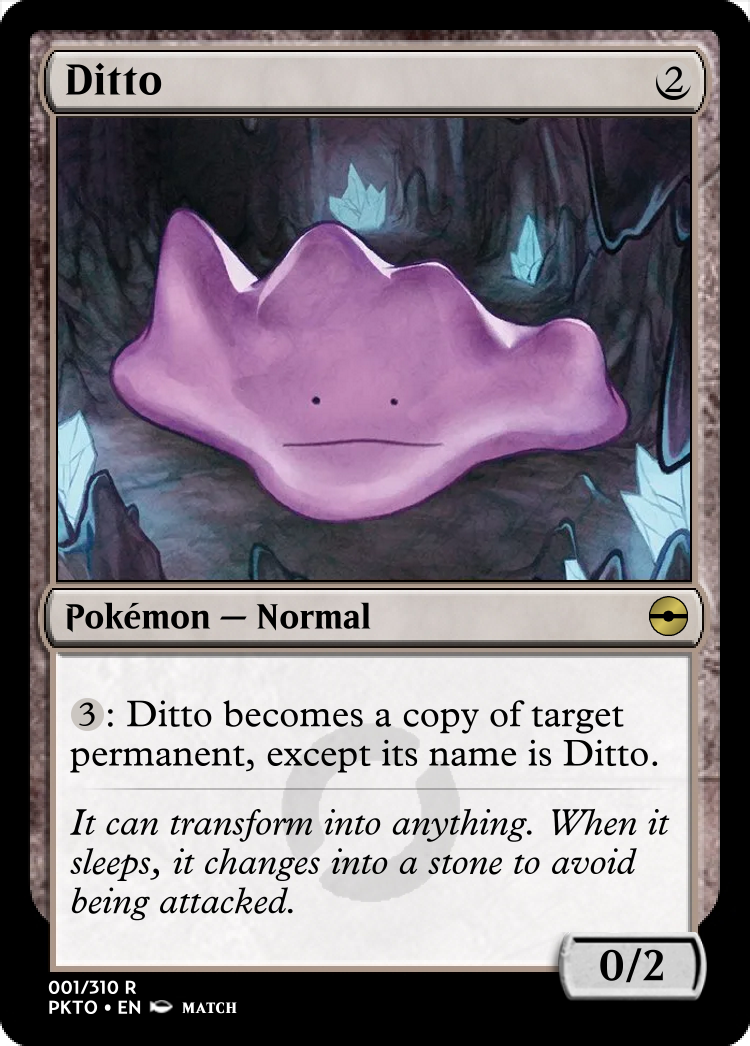 Ditto 2
Pokémon — Normal
3: Ditto becomes a copy of target
permanent, except its name is Ditto.
It can transform into anything. When it
sleeps, it changes into a stone to avoid
being attacked.
0/2
001/310 R
PKTO • EN MATCH